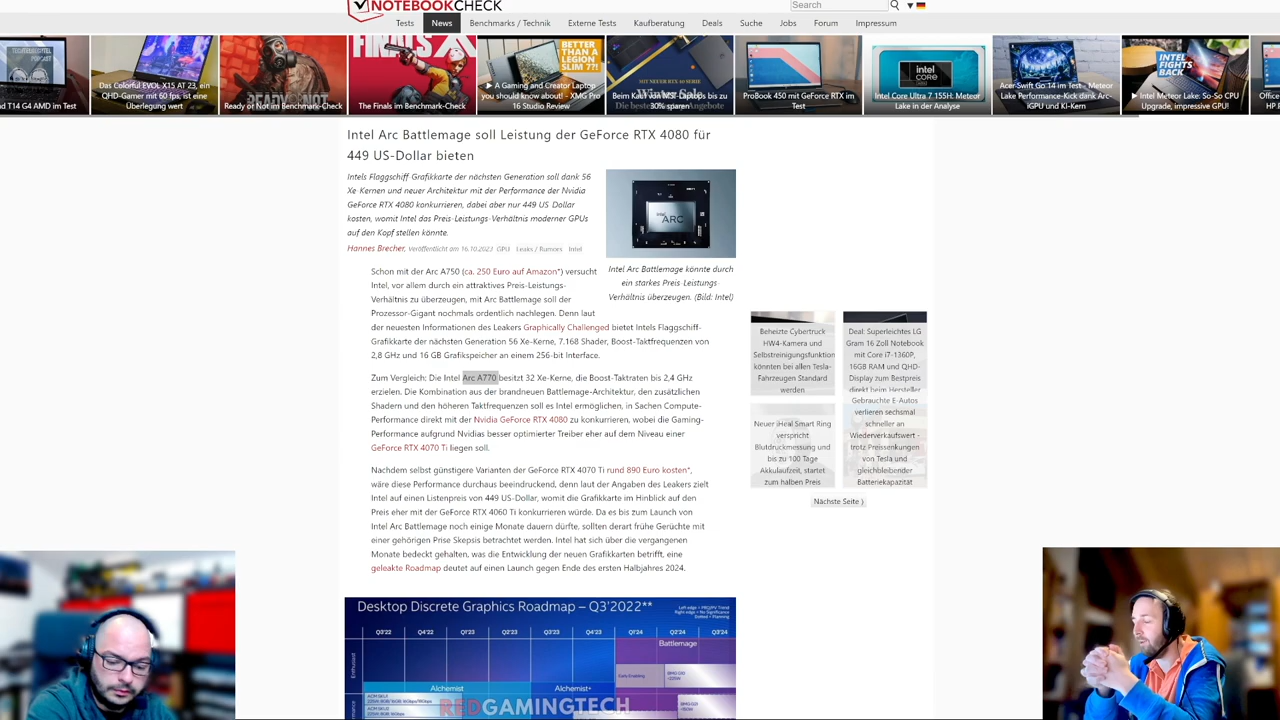 NOTEBOOKCHECK
Search
Tests
News
Benchmarks / Technik
Externe Tests
Kaufberatung
Deals
Suche
Jobs
Forum
Impressum
d T14 G4 AMD im Test
Das Colorful EVOL X15 AT 23, ein QHD-Gamer mit 60 fps, ist eine Überlegung wert
Ready or Not im Benchmark-Check
The Finals im Benchmark-Check
BETTER THAN A LEGION SLIM 7?!
▶ A Gaming and Creator Laptop you should know about! - XMG Pro 16 Studio Review
Beim Kauf von MSI-Laptops bis zu 30% sparen
ProBook 450 mit GeForce RTX im Test
intel CORE
Intel Core Ultra 7 155H: Meteor Lake in der Analyse
Acer Swift Go 14 im Test - Meteor Lake Performance-Kick dank Arc-iGPU und KI-Kern
INTEL FIGHTS BACK
▶ Intel Meteor Lake: So-So CPU Upgrade, impressive GPU!
Intel Arc Battlemage soll Leistung der GeForce RTX 4080 für
449 US-Dollar bieten
Intels Flaggschiff-Grafikkarte der nächsten Generation soll dank 56
Xe-Kernen und neuer Architektur mit der Performance der Nvidia
GeForce RTX 4080 konkurrieren, dabei aber nur 449 US-Dollar
kosten, womit Intel das Preis-Leistungs-Verhältnis moderner GPUs
auf den Kopf stellen könnte.
Hannes Brecher, Veröffentlicht am 16.10.2023 GPU Leaks / Rumors Intel
intel ARC
Intel Arc Battlemage könnte durch
ein starkes Preis-Leistungs-
Verhältnis überzeugen. (Bild: Intel)
Schon mit der Arc A750 (ca. 250 Euro auf Amazon*) versucht
Intel, vor allem durch ein attraktives Preis-Leistungs-
Verhältnis zu überzeugen, mit Arc Battlemage soll der
Prozessor-Gigant nochmals ordentlich nachlegen. Denn laut
der neuesten Informationen des Leakers Graphically Challenged bietet Intels Flaggschiff-
Grafikkarte der nächsten Generation 56 Xe-Kerne, 7.168 Shader, Boost-Taktfrequenzen von
2,8 GHz und 16 GB Grafikspeicher an einem 256-bit Interface.
Zum Vergleich: Die Intel Arc A770 besitzt 32 Xe-Kerne, die Boost-Taktraten bis 2,4 GHz
erzielen. Die Kombination aus der brandneuen Battlemage-Architektur, den zusätzlichen
Shadern und den höheren Taktfrequenzen soll es Intel ermöglichen, in Sachen Compute-
Performance direkt mit der Nvidia GeForce RTX 4080 zu konkurrieren, wobei die Gaming-
Performance aufgrund Nvidias besser optimierter Treiber eher auf dem Niveau einer
GeForce RTX 4070 Ti liegen soll.
Nachdem selbst günstigere Varianten der GeForce RTX 4070 Ti rund 890 Euro kosten*,
wäre diese Performance durchaus beeindruckend, denn laut der Angaben des Leakers zielt
Intel auf einen Listenpreis von 449 US-Dollar, womit die Grafikkarte im Hinblick auf den
Preis eher mit der GeForce RTX 4060 Ti konkurrieren würde. Da es bis zum Launch von
Intel Arc Battlemage noch einige Monate dauern dürfte, sollten derart frühe Gerüchte mit
einer gehörigen Prise Skepsis betrachtet werden. Intel hat sich über die vergangenen
Monate bedeckt gehalten, was die Entwicklung der neuen Grafikkarten betrifft, eine
geleakte Roadmap deutet auf einen Launch gegen Ende des ersten Halbjahres 2024.
Beheizte Cybertruck
HW4-Kamera und
Selbstreinigungsfunktion
könnten bei allen Tesla-
Fahrzeugen Standard
werden
Deal: Superleichtes LG
Gram 16 Zoll Notebook
mit Core i7-1360P,
16GB RAM und QHD-
Display zum Bestpreis
direkt beim Hersteller
Neuer iHeal Smart Ring
verspricht
Blutdruckmessung und
bis zu 100 Tage
Akkulaufzeit, startet
zum halben Preis
Gebrauchte E-Autos
verlieren sechsmal
schneller an
Wiederverkaufswert -
trotz Preissenkungen
von Tesla und
gleichbleibender
Batteriekapazität
Nächste Seite ⟩
Desktop Discrete Graphics Roadmap – Q3'2022**
Q3'22 Q4'22 Q1'23 Q2'23 Q3'23 Q4'23 Q1'24 Q2'24 Q3'24
Battlemage
Enthusiast
Alchemist
Alchemist+
REDGAMINGTECH